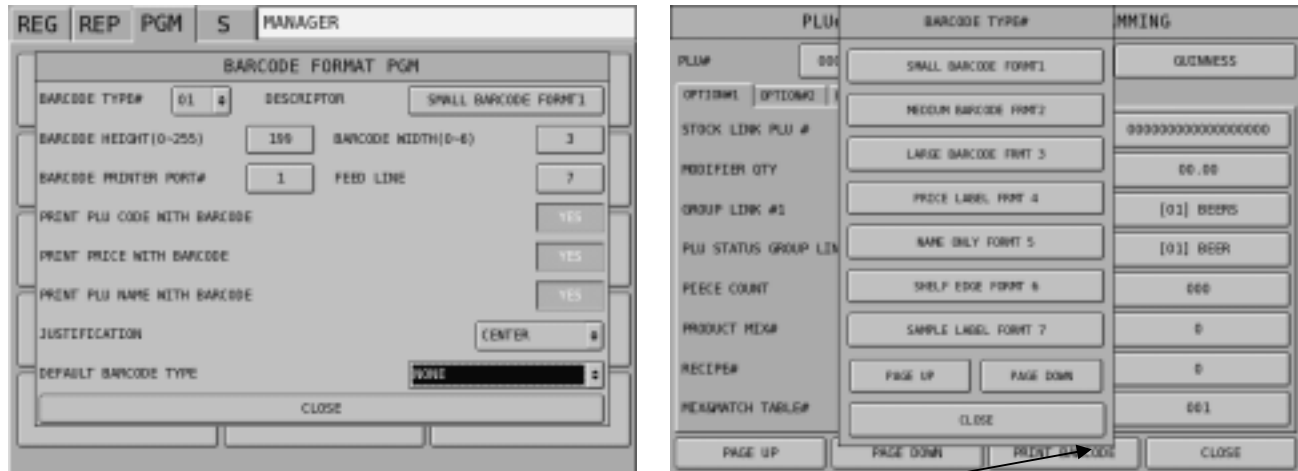 REG REP PGM S MANAGER
BARCODE FORMAT PGM
BARCODE TYPE# 01 DESCRIPTOR SMALL BARCODE FORMT1
BARCODE HEIGHT(0~255) 199 BARCODE WIDTH(0~6) 3
BARCODE PRINTER PORT# 1 FEED LINE 7
PRINT PLU CODE WITH BARCODE YES
PRINT PRICE WITH BARCODE YES
PRINT PLU NAME WITH BARCODE YES
JUSTIFICATION CENTER
DEFAULT BARCODE TYPE NONE
CLOSE
PLU MMING
PLU# 000 GUINNESS
OPTION#1 OPTION#2
STOCK LINK PLU # 000000000000000000
MODIFIER QTY 00.00
GROUP LINK #1 [01] BEERS
PLU STATUS GROUP LIN [01] BEER
PIECE COUNT 000
PRODUCT MIX# 0
RECIPE# 0
MIX&MATCH TABLE# 001
PAGE UP PAGE DOWN PRINT BARCODE CLOSE
BARCODE TYPE#
SMALL BARCODE FORMT1
MEDIUM BARCODE FRMT2
LARGE BARCODE FRMT 3
PRICE LABEL FRMT 4
NAME ONLY FORMT 5
SHELF EDGE FORMT 6
SAMPLE LABEL FORMT 7
PAGE UP PAGE DOWN
CLOSE